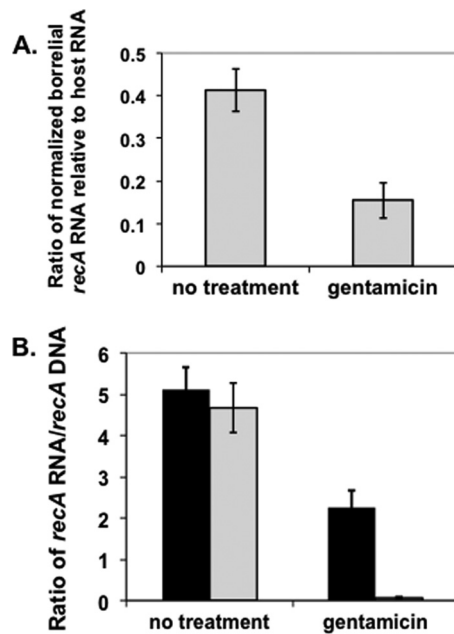 A.
Ratio of normalized borrelial
recA RNA relative to host RNA
0.5
0.4
0.3
0.2
0.1
0
no treatment gentamicin
B.
Ratio of recA RNA/recA DNA
6
5
4
3
2
1
0
no treatment gentamicin